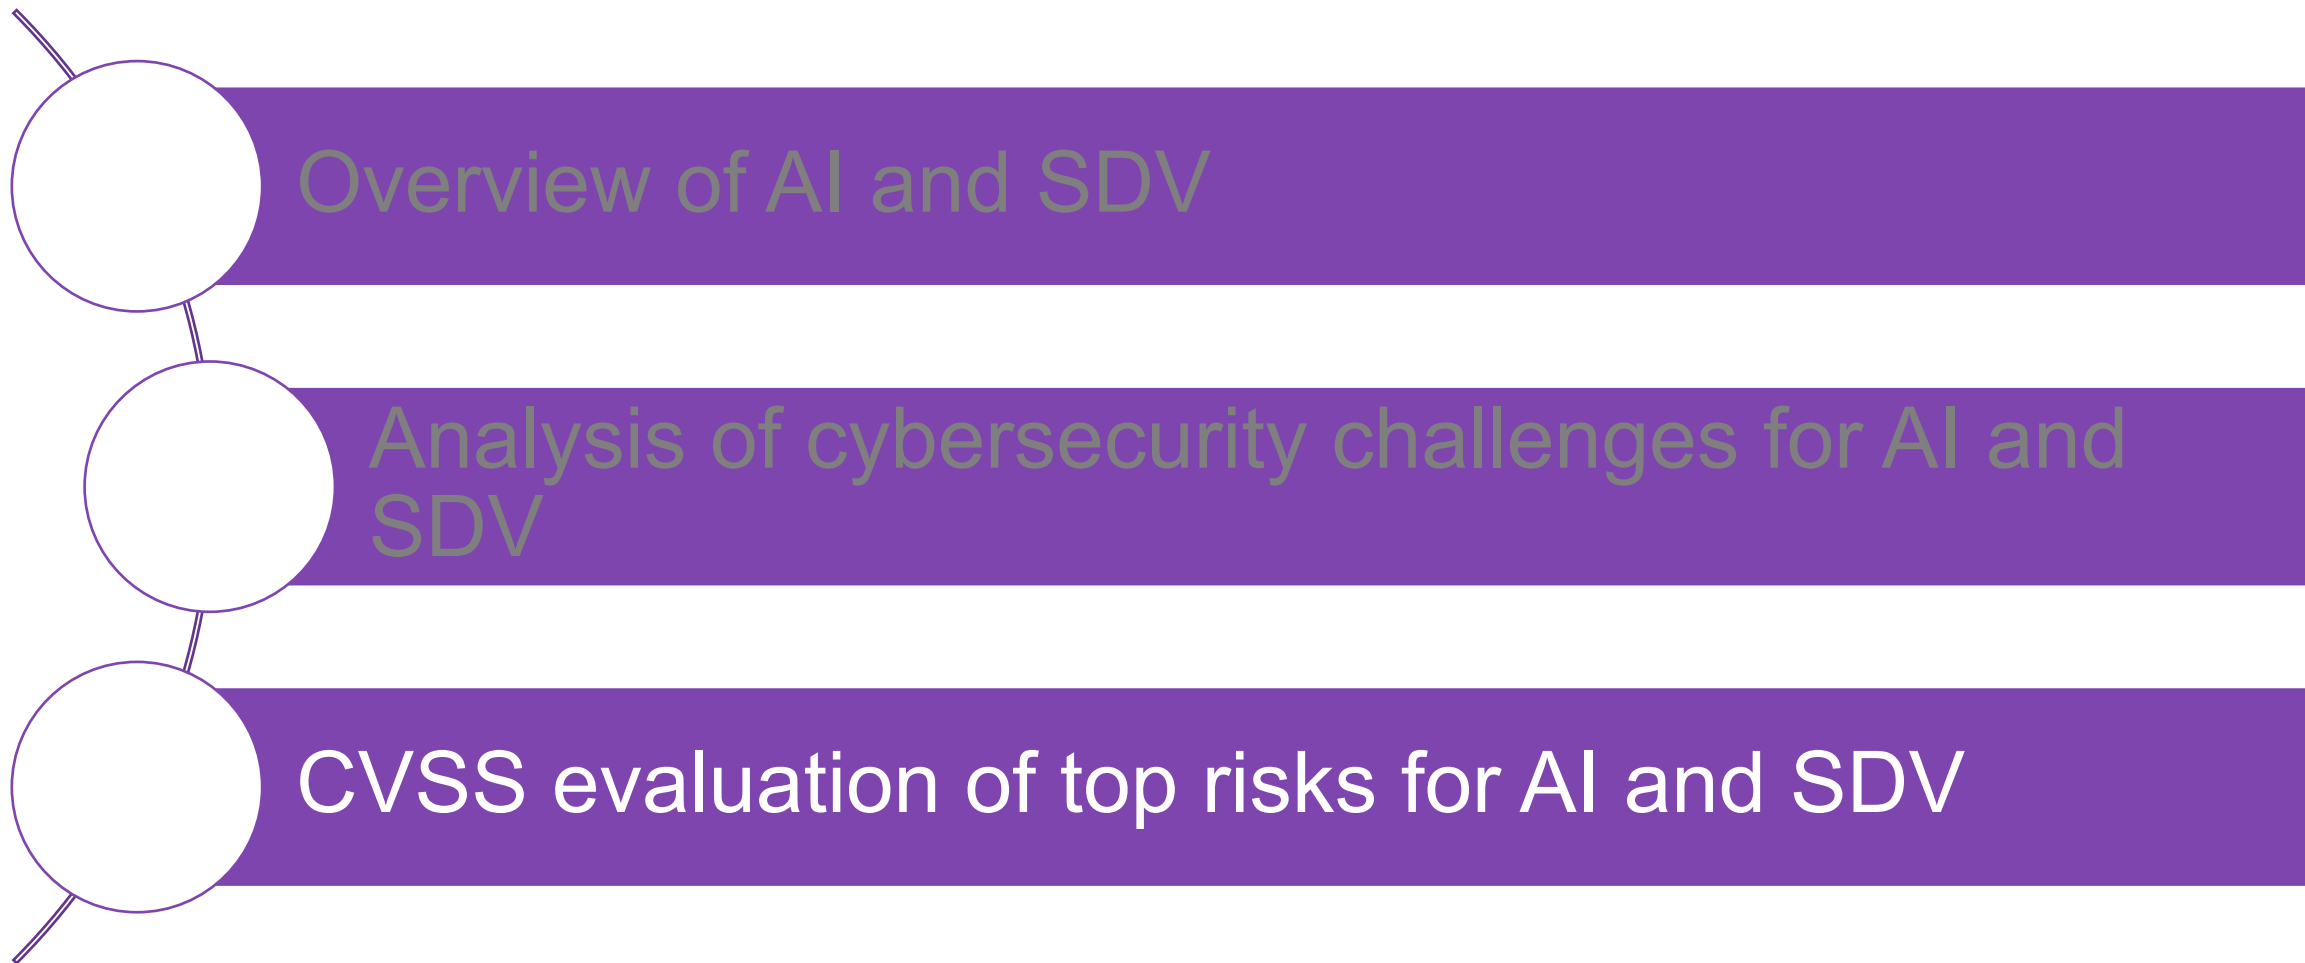 Overview of AI and SDV
Analysis of cybersecurity challenges for AI and
SDV
CVSS evaluation of top risks for AI and SDV